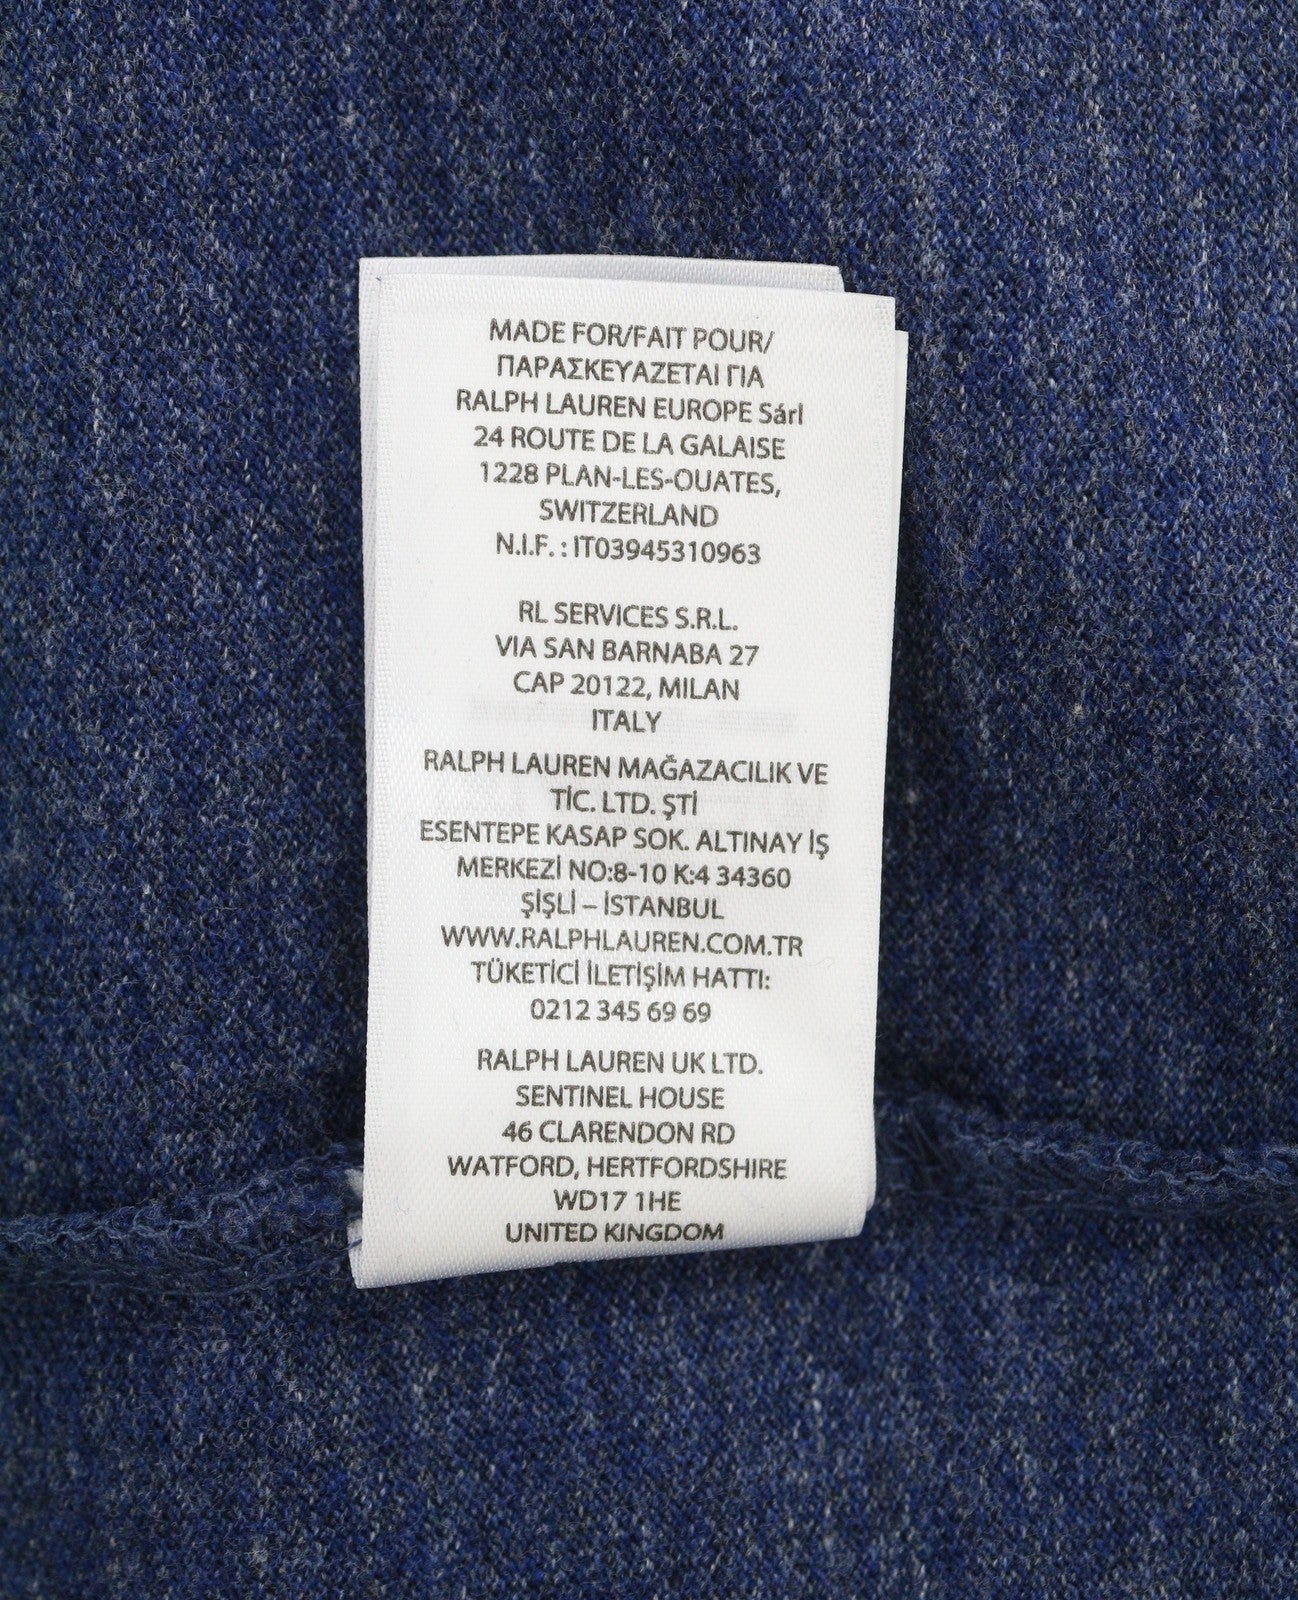 MADE FOR/FAIT POUR/
ΠΑΡΑΣΚΕΥΑΖΕΤΑΙ ΓΙΑ
RALPH LAUREN EUROPE Sárl
24 ROUTE DE LA GALAISE
1228 PLAN-LES-OUATES,
SWITZERLAND
N.I.F. : IT03945310963
RL SERVICES S.R.L.
VIA SAN BARNABA 27
CAP 20122, MILAN
ITALY
RALPH LAUREN MAĞAZACILIK VE
TİC. LTD. ŞTİ
ESENTEPE KASAP SOK. ALTINAY İŞ
MERKEZİ NO:8-10 K:4 34360
ŞİŞLİ – İSTANBUL
WWW.RALPHLAUREN.COM.TR
TÜKETİCİ İLETİŞİM HATTI:
0212 345 69 69
RALPH LAUREN UK LTD.
SENTINEL HOUSE
46 CLARENDON RD
WATFORD, HERTFORDSHIRE
WD17 1HE
UNITED KINGDOM